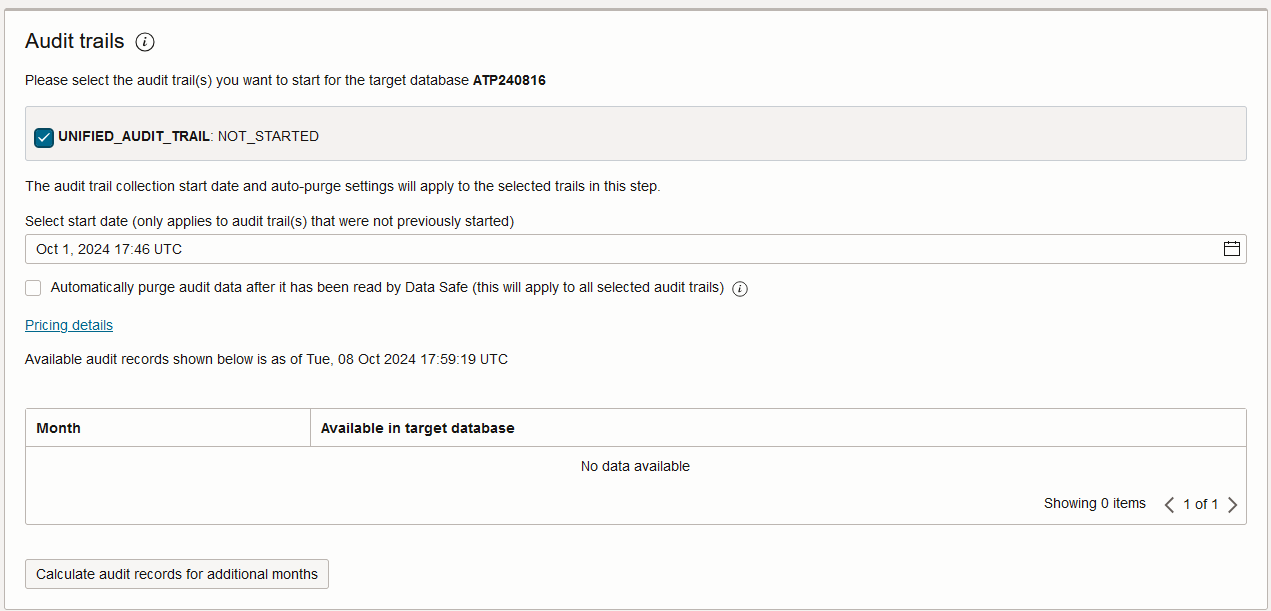 Audit trails
Please select the audit trail(s) you want to start for the target database ATP240816
UNIFIED_AUDIT_TRAIL: NOT_STARTED
The audit trail collection start date and auto-purge settings will apply to the selected trails in this step.
Select start date (only applies to audit trail(s) that were not previously started)
Oct 1, 2024 17:46 UTC
Automatically purge audit data after it has been read by Data Safe (this will apply to all selected audit trails)
Pricing details
Available audit records shown below is as of Tue, 08 Oct 2024 17:59:19 UTC
Month Available in target database
No data available
Showing 0 items 1 of 1
Calculate audit records for additional months